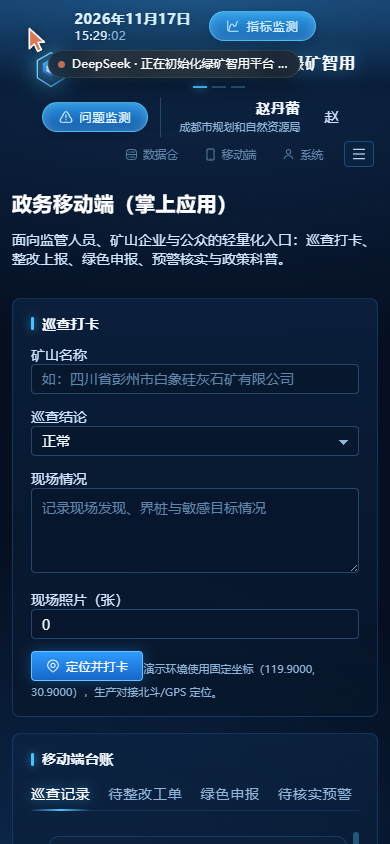 2026年11月17日
15:29:02
指标监测
DeepSeek · 正在初始化绿矿智用平台 ...
绿矿智用
问题监测
赵丹蕾
成都市规划和自然资源局
赵
数据仓
移动端
系统
政务移动端（掌上应用）
面向监管人员、矿山企业与公众的轻量化入口：巡查打卡、
整改上报、绿色申报、预警核实与政策科普。
巡查打卡
矿山名称
如：四川省彭州市白象硅灰石矿有限公司
巡查结论
正常
现场情况
记录现场发现、界桩与敏感目标情况
现场照片（张）
0
定位并打卡
演示环境使用固定坐标（119.9000,
30.9000），生产对接北斗/GPS 定位。
移动端台账
巡查记录
待整改工单
绿色申报
待核实预警